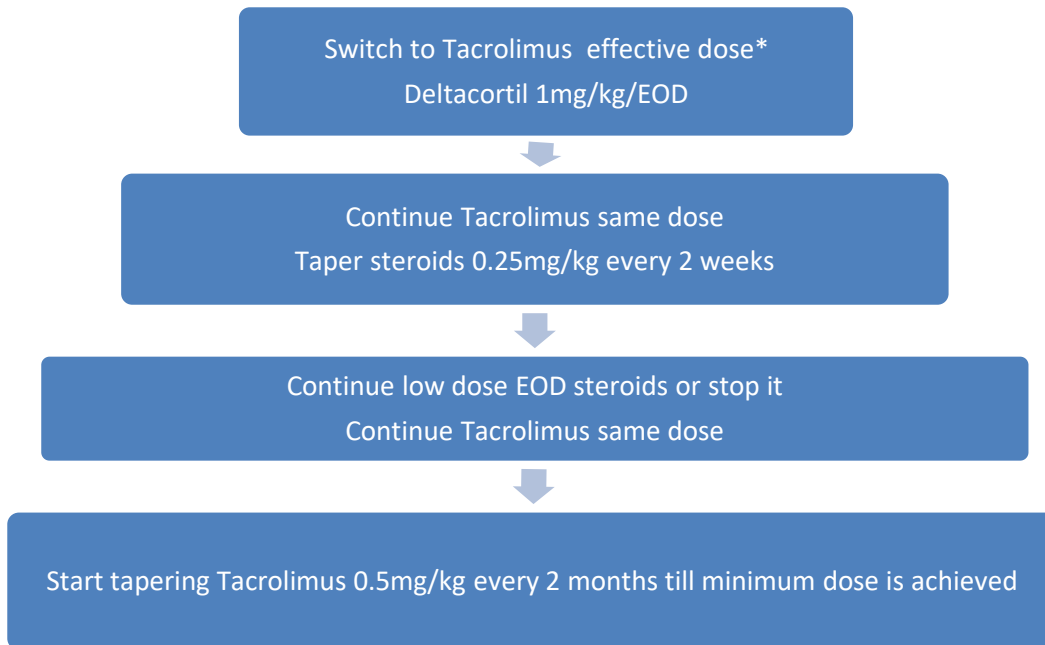 Switch to Tacrolimus  effective dose*
Deltacortil 1mg/kg/EOD
Continue Tacrolimus same dose
Taper steroids 0.25mg/kg every 2 weeks
Continue low dose EOD steroids or stop it
Continue Tacrolimus same dose
Start tapering Tacrolimus 0.5mg/kg every 2 months till minimum dose is achieved